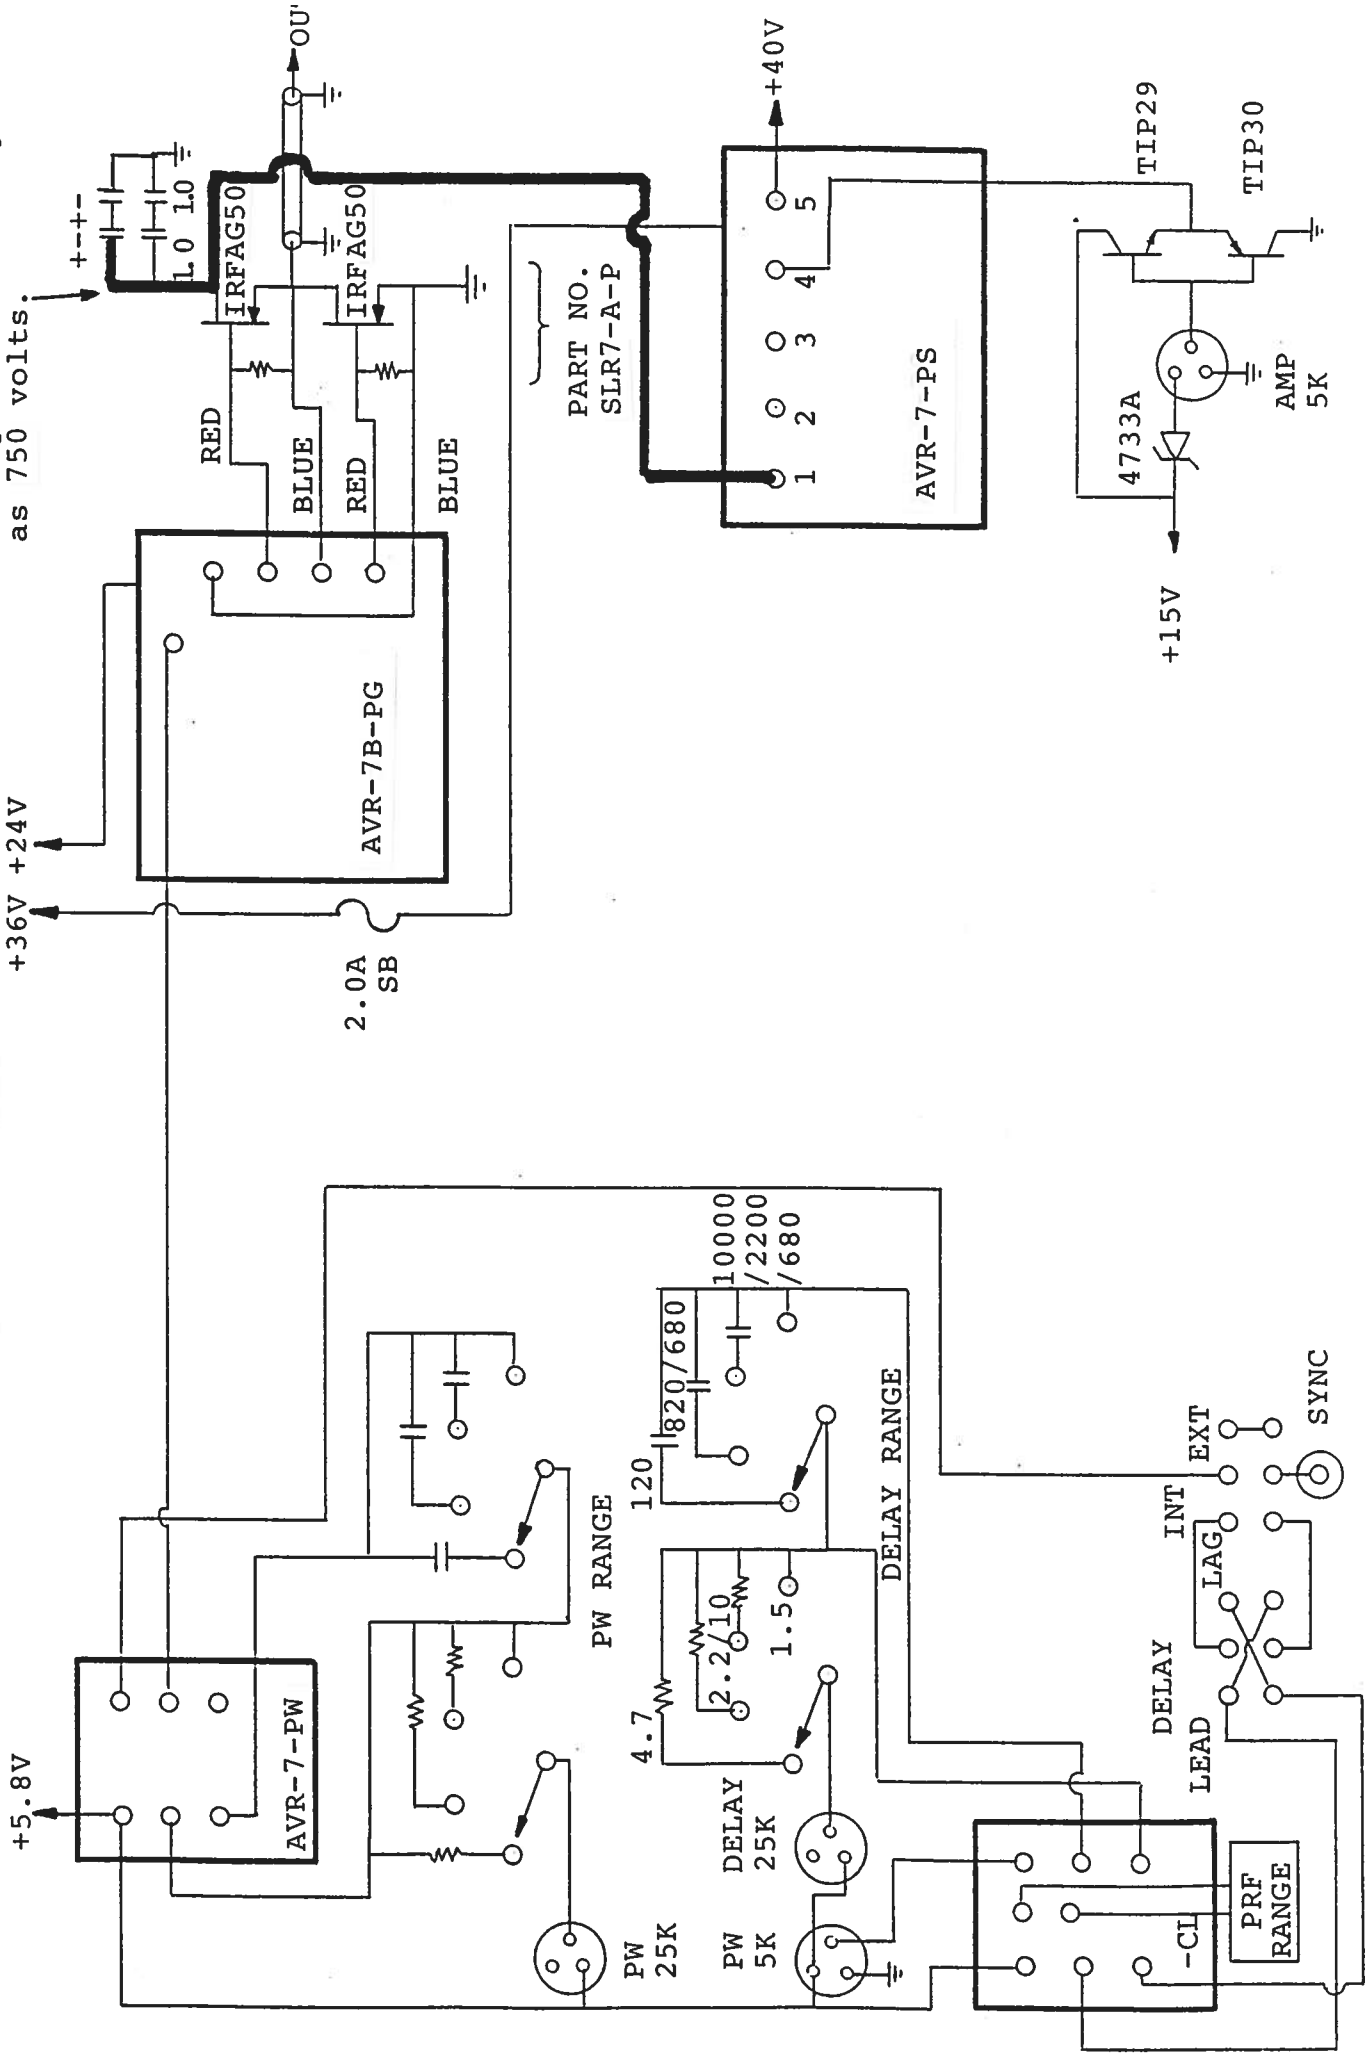 as 750 volts.
+--+-
1.0 1.0
IRFAG50
IRFAG50
OU
RED
BLUE
RED
BLUE
PART NO.
SLR7-A-P
+40V
1 2 3 4 5
AVR-7-PS
TIP29
TIP30
4733A
AMP
5K
+15V
+24V
+36V
AVR-7B-PG
2.0A
SB
+5.8V
AVR-7-PW
PW RANGE
PW
25K
120
820/680
10000
/2200
/680
DELAY RANGE
4.7
2.2/10
1.5
DELAY
25K
PW
5K
-CL
PRF
RANGE
DELAY
LEAD
LAG
INT
EXT
SYNC